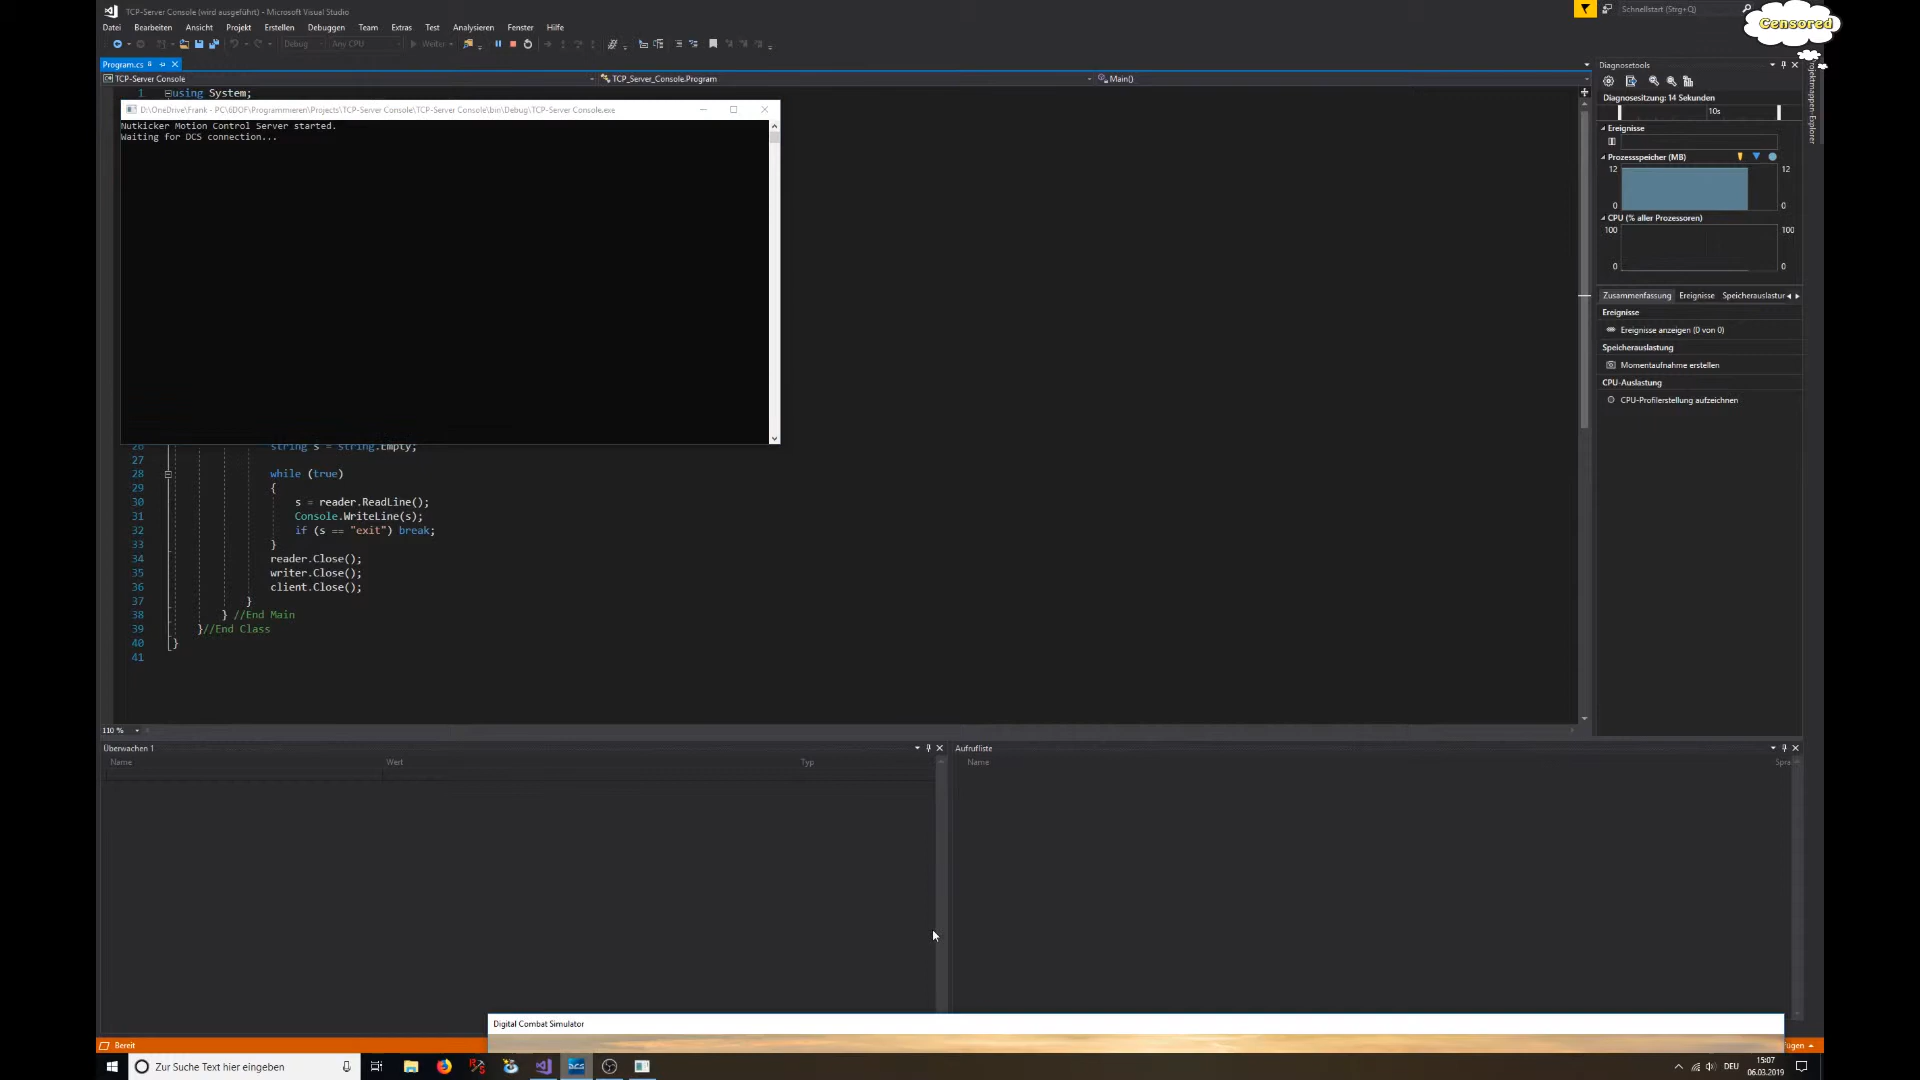 TCP-Server Console (wird ausgeführt) - Microsoft Visual Studio
Schnellstart (Strg+Q)
Censored
Datei Bearbeiten Ansicht Projekt Erstellen Debuggen Team Extras Test Analysieren Fenster Hilfe
Debug Any CPU Weiter
Program.cs
TCP-Server Console
TCP_Server_Console.Program
Main()
1 using System;
D:\OneDrive\Frank - PC\6DOF\Programmieren\Projects\TCP-Server Console\TCP-Server Console\bin\Debug\TCP-Server Console.exe
Nutkicker Motion Control Server started.
Waiting for DCS connection...
26 string s = string.Empty;
27
28 while (true)
29 {
30 s = reader.ReadLine();
31 Console.WriteLine(s);
32 if (s == "exit") break;
33 }
34 reader.Close();
35 writer.Close();
36 client.Close();
37 }
38 } //End Main
39 }//End Class
40 }
41
110 %
Diagnosetools
Projektmappen-Explorer
Diagnosesitzung: 14 Sekunden
10s
Ereignisse
Prozessspeicher (MB)
12 12
0 0
CPU (% aller Prozessoren)
100 100
0 0
Zusammenfassung Ereignisse Speicherauslastur
Ereignisse
Ereignisse anzeigen (0 von 0)
Speicherauslastung
Momentaufnahme erstellen
CPU-Auslastung
CPU-Profilerstellung aufzeichnen
Überwachen 1
Name Wert Typ
Aufrufliste
Name Spra
Digital Combat Simulator
Bereit
ufügen
Zur Suche Text hier eingeben
DCS
DEU
15:07
06.03.2019